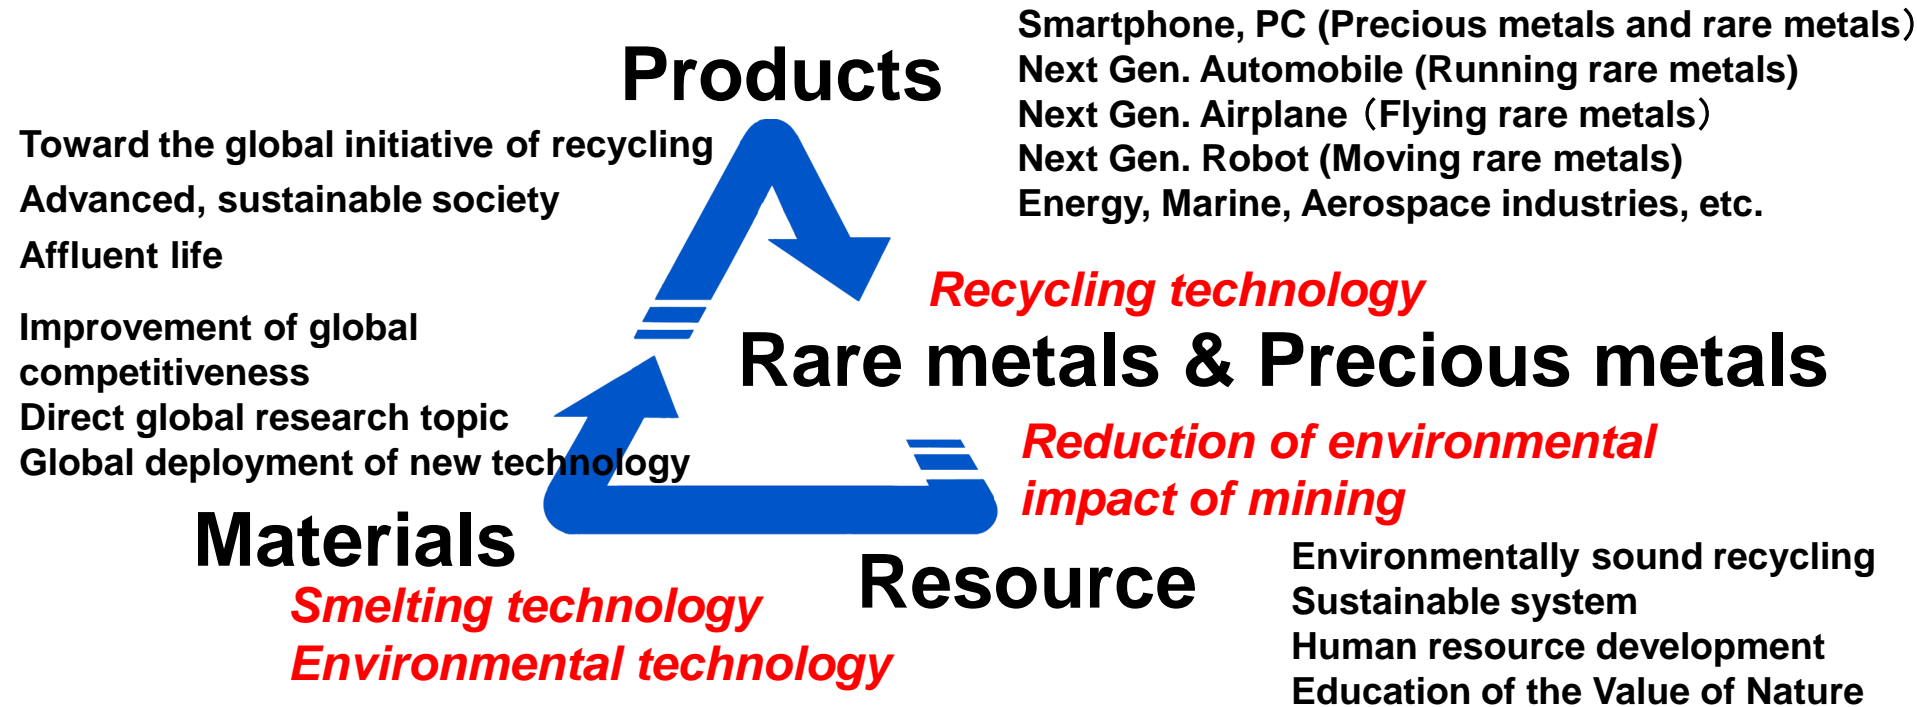 Products
Smartphone, PC (Precious metals and rare metals）
Next Gen. Automobile (Running rare metals)
Next Gen. Airplane（Flying rare metals）
Next Gen. Robot (Moving rare metals)
Energy, Marine, Aerospace industries, etc.
Toward the global initiative of recycling
Advanced, sustainable society
Affluent life
Improvement of global
competitiveness
Direct global research topic
Global deployment of new technology
Recycling technology
Rare metals & Precious metals
Reduction of environmental
impact of mining
Materials
Smelting technology
Environmental technology
Resource
Environmentally sound recycling
Sustainable system
Human resource development
Education of the Value of Nature